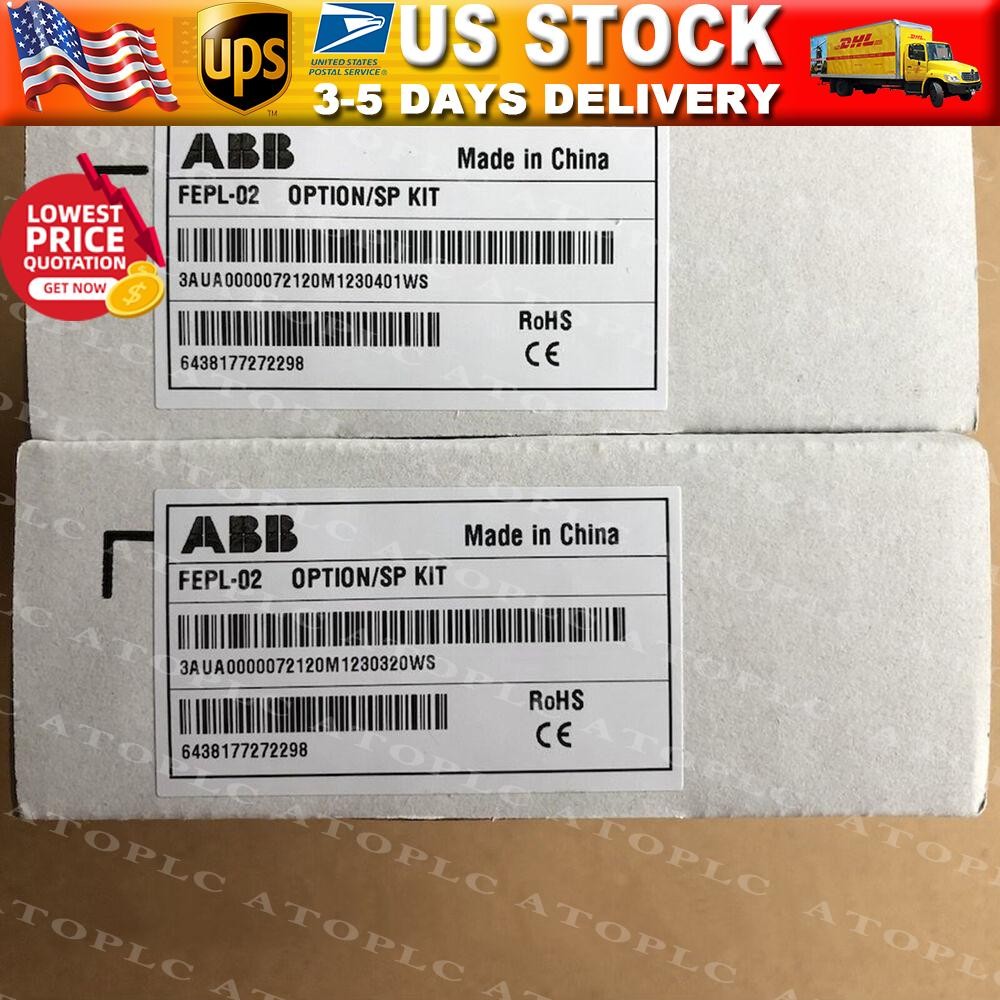 ups
TM
UNITED STATES
POSTAL SERVICE®
US STOCK
3-5 DAYS DELIVERY
DHL
LOWEST
PRICE
QUOTATION
GET NOW
ABB
Made in China
FEPL-02 OPTION/SP KIT
3AUA0000072120M1230401WS
RoHS
6438177272298
CE
ABB
Made in China
FEPL-02 OPTION/SP KIT
3AUA0000072120M1230320WS
RoHS
6438177272298
CE
ATOPLC